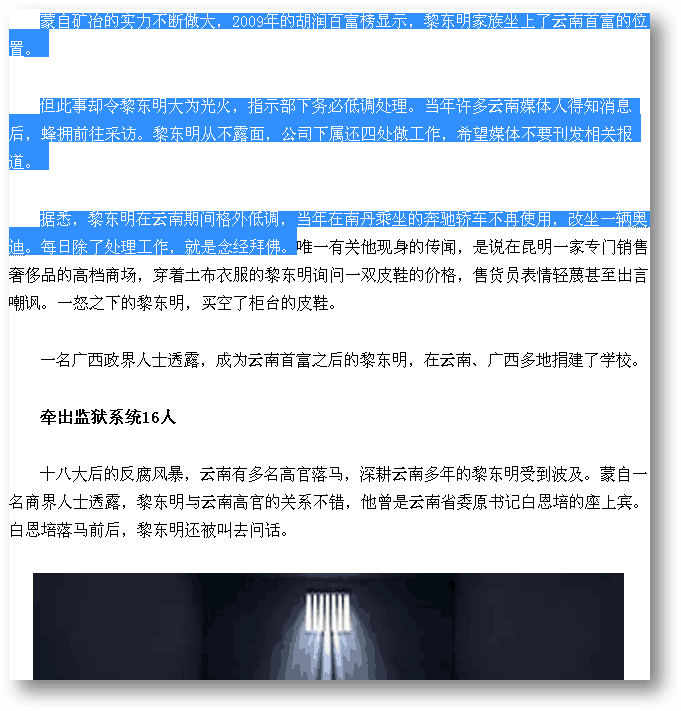 蒙自矿冶的实力不断做大，2009年的胡润百富榜显示，黎东明家族坐上了云南首富的位
置。
但此事却令黎东明大为光火，指示部下务必低调处理。当年许多云南媒体人得知消息
后，蜂拥前往采访。黎东明从不露面，公司下属还四处做工作，希望媒体不要刊发相关报
道。
据悉，黎东明在云南期间格外低调，当年在南丹乘坐的奔驰轿车不再使用，改坐一辆奥
迪。每日除了处理工作，就是念经拜佛。唯一有关他现身的传闻，是说在昆明一家专门销售
奢侈品的高档商场，穿着土布衣服的黎东明询问一双皮鞋的价格，售货员表情轻蔑甚至出言
嘲讽。一怒之下的黎东明，买空了柜台的皮鞋。
一名广西政界人士透露，成为云南首富之后的黎东明，在云南、广西多地捐建了学校。
牵出监狱系统16人
十八大后的反腐风暴，云南有多名高官落马，深耕云南多年的黎东明受到波及。蒙自一
名商界人士透露，黎东明与云南高官的关系不错，他曾是云南省委原书记白恩培的座上宾。
白恩培落马前后，黎东明还被叫去问话。